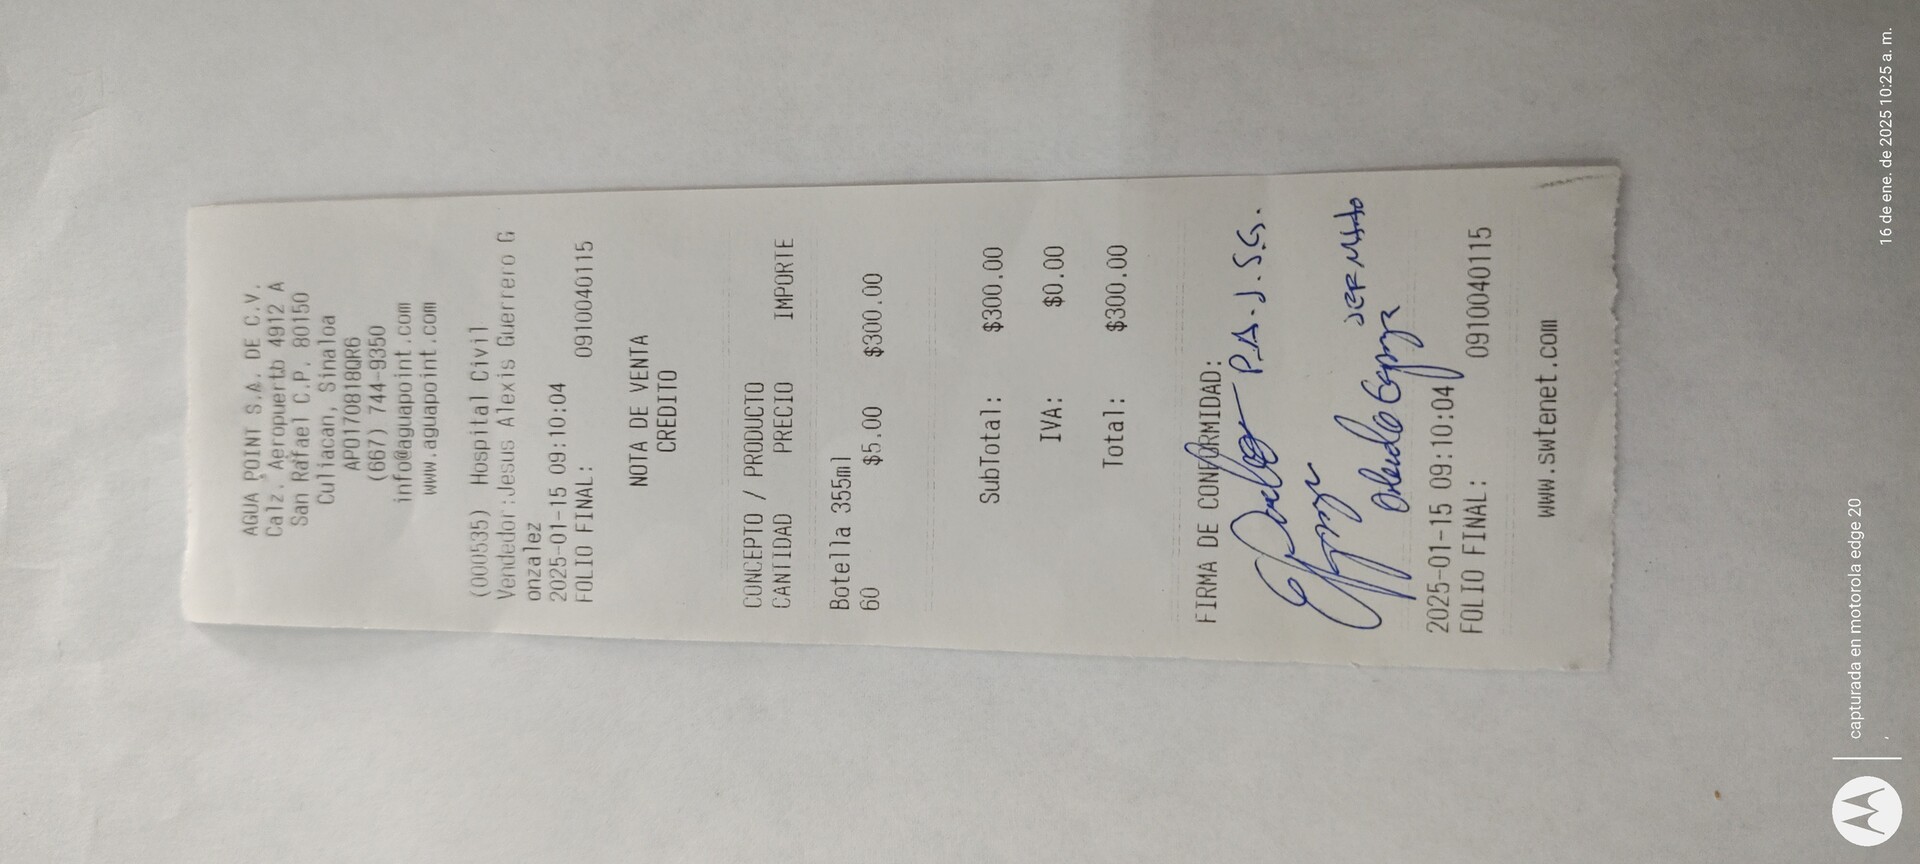 AGUA POINT S.A. DE C.V.
Calz. Aeropuerto 4912 A
San Rafael C.P. 80150
Culiacan, Sinaloa
APO170818QR6
(667) 744-9350
info@aguapoint.com
www.aguapoint.com
(000535) Hospital Civil
Vendedor:Jesus Alexis Guerrero G
onzalez
2025-01-15 09:10:04
FOLIO FINAL: 0910040115
NOTA DE VENTA
CREDITO
CONCEPTO / PRODUCTO
CANTIDAD PRECIO IMPORTE
Botella 355ml
60 $5.00 $300.00
SubTotal: $300.00
IVA: $0.00
Total: $300.00
FIRMA DE CONFORMIDAD:
P.A. J.S.G.
2025-01-15 09:10:04
FOLIO FINAL: 0910040115
www.swtenet.com
capturada en motorola edge 20
16 de ene. de 2025 10:25 a. m.